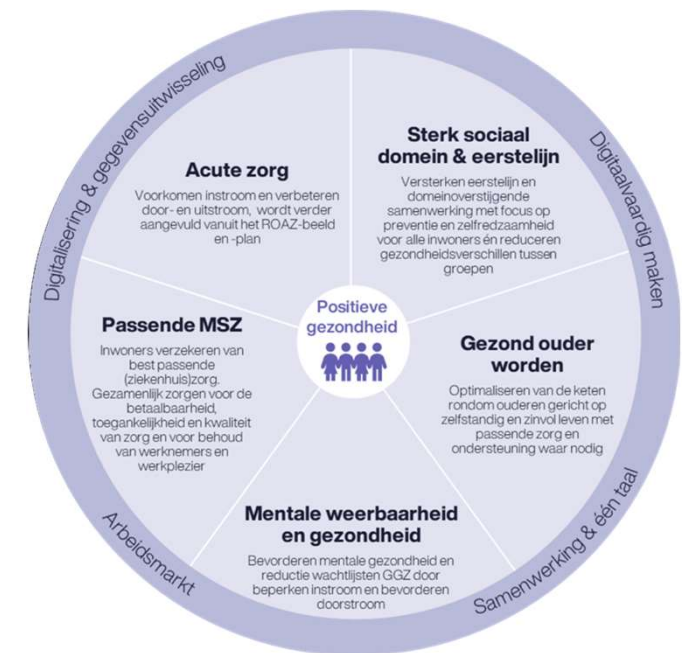 Digitalisering & gegevensuitwisseling
Digitaalvaardig maken
Acute zorg
Voorkomen instroom en verbeteren
door- en uitstroom, wordt verder
aangevuld vanuit het ROAZ-beeld
en -plan
Sterk sociaal
domein & eerstelijn
Versterken eerstelijn en
domeinoverstijgende
samenwerking met focus op
preventie en zelfredzaamheid
voor alle inwoners én reduceren
gezondheidsverschillen tussen
groepen
Positieve
gezondheid
Passende MSZ
Inwoners verzekeren van
best passende
(ziekenhuis)zorg.
Gezamenlijk zorgen voor de
betaalbaarheid,
toegankelijkheid en kwaliteit
van zorg en voor behoud
van werknemers en
werkplezier
Gezond ouder
worden
Optimaliseren van de keten
rondom ouderen gericht op
zelfstandig en zinvol leven met
passende zorg en
ondersteuning waar nodig
Mentale weerbaarheid
en gezondheid
Bevorderen mentale gezondheid en
reductie wachtlijsten GGZ door
beperken instroom en bevorderen
doorstroom
Arbeidsmarkt
Samenwerking & één taal